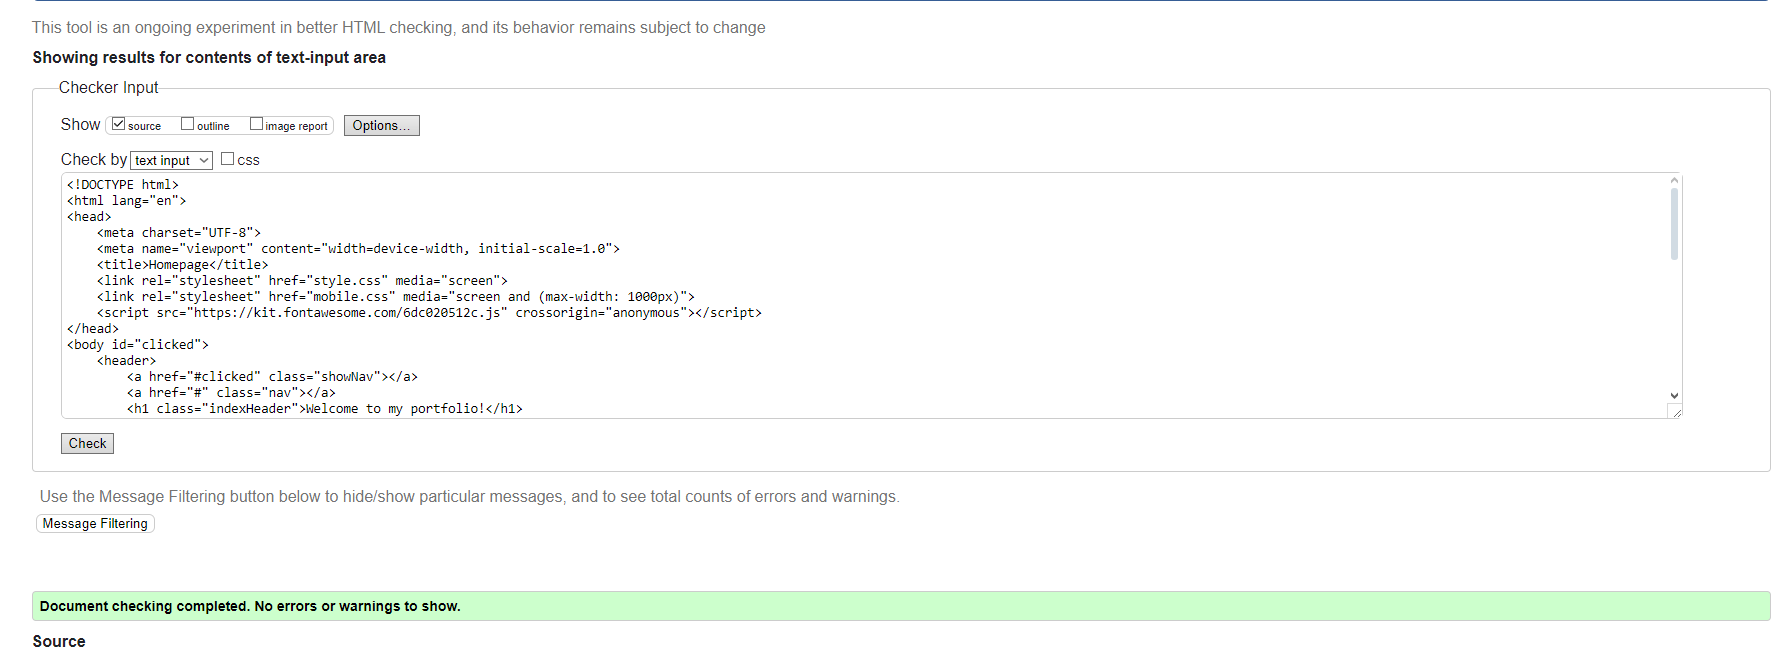 This tool is an ongoing experiment in better HTML checking, and its behavior remains subject to change
Showing results for contents of text-input area
Checker Input
Show source outline image report Options...
Check by text input css
<!DOCTYPE html>
<html lang="en">
<head>
    <meta charset="UTF-8">
    <meta name="viewport" content="width=device-width, initial-scale=1.0">
    <title>Homepage</title>
    <link rel="stylesheet" href="style.css" media="screen">
    <link rel="stylesheet" href="mobile.css" media="screen and (max-width: 1000px)">
    <script src="https://kit.fontawesome.com/6dc020512c.js" crossorigin="anonymous"></script>
</head>
<body id="clicked">
    <header>
        <a href="#clicked" class="showNav"></a>
        <a href="#" class="nav"></a>
        <h1 class="indexHeader">Welcome to my portfolio!</h1>
Check
Use the Message Filtering button below to hide/show particular messages, and to see total counts of errors and warnings.
Message Filtering
Document checking completed. No errors or warnings to show.
Source